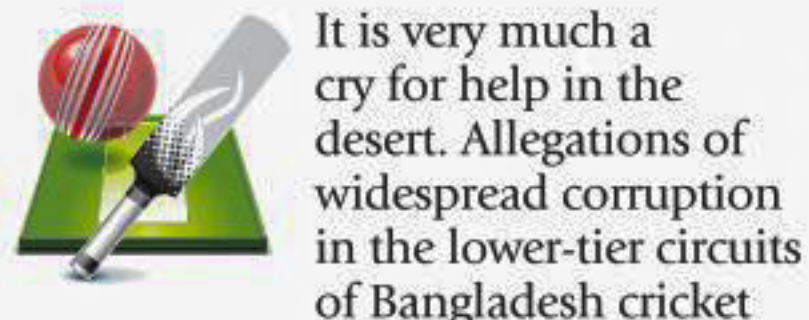 It is very much a
cry for help in the
desert. Allegations of
widespread corruption
in the lower-tier circuits
of Bangladesh cricket